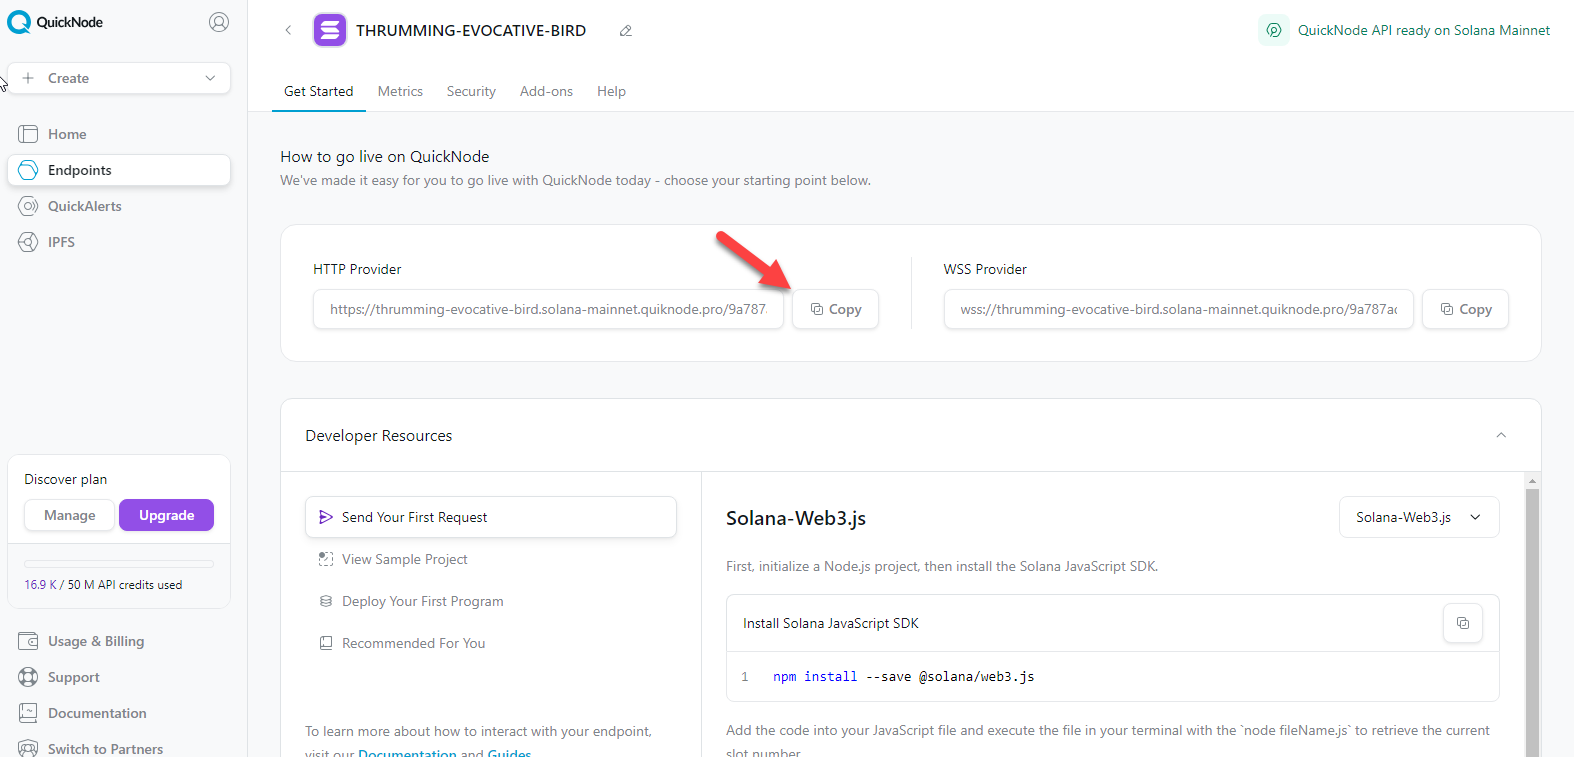 QuickNode
Create
Home
Endpoints
QuickAlerts
IPFS
Discover plan
Manage
Upgrade
16.9 K / 50 M API credits used
Usage & Billing
Support
Documentation
Switch to Partners
THRUMMING-EVOCATIVE-BIRD
QuickNode API ready on Solana Mainnet
Get Started Metrics Security Add-ons Help
How to go live on QuickNode
We've made it easy for you to go live with QuickNode today - choose your starting point below.
HTTP Provider
https://thrumming-evocative-bird.solana-mainnet.quiknode.pro/9a787
Copy
WSS Provider
wss://thrumming-evocative-bird.solana-mainnet.quiknode.pro/9a787
Copy
Developer Resources
Send Your First Request
View Sample Project
Deploy Your First Program
Recommended For You
To learn more about how to interact with your endpoint,
visit our Documentation and Guides
Solana-Web3.js
Solana-Web3.js
First, initialize a Node.js project, then install the Solana JavaScript SDK.
Install Solana JavaScript SDK
1 npm install --save @solana/web3.js
Add the code into your JavaScript file and execute the file in your terminal with the `node fileName.js` to retrieve the current
slot number